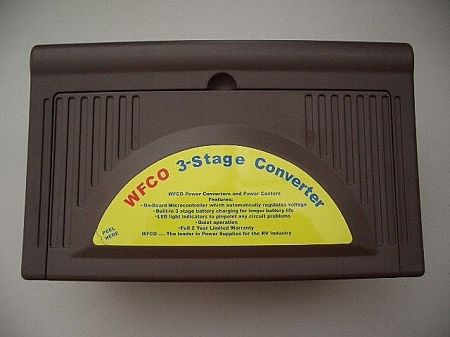 WFCO 3-Stage Converter
WFCO Power Converters and Power Centers
Features:
-On-Board Microcontroller which automatically regulates voltage
-Built-in 3 stage battery charging for longer battery life
-LED light indicators to pinpoint any circuit problems
- Quiet operation
-Full 2 Year Limited Warranty
WFCO .... The leader in Power Supplies for the RV Industry
PEEL
HERE